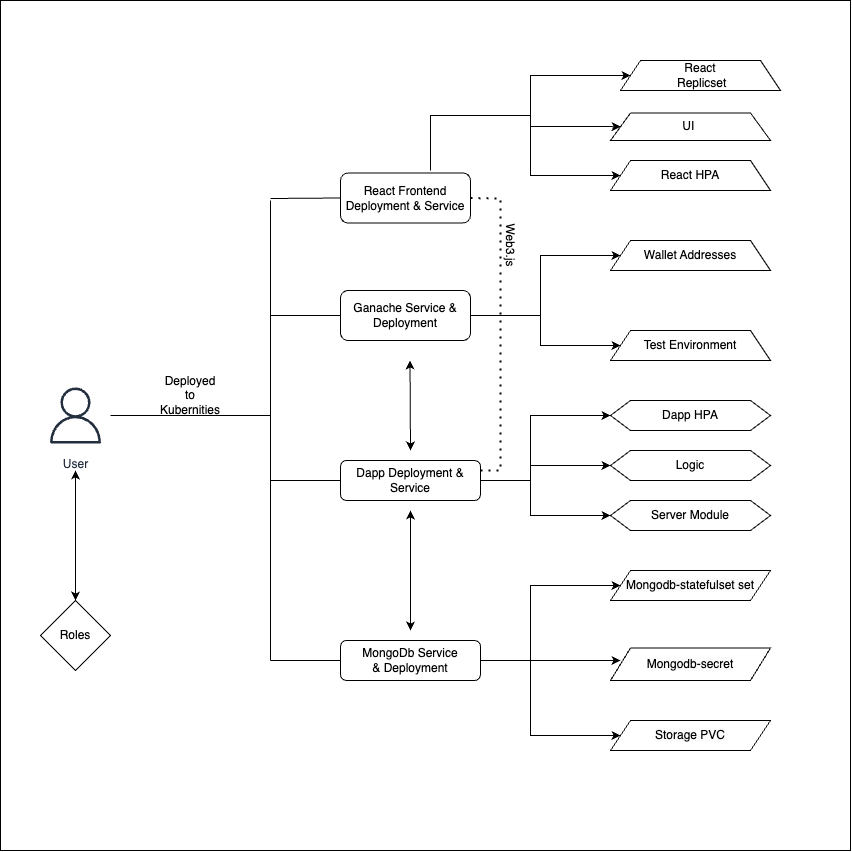 React
Replicset
UI
React HPA
React Frontend
Deployment & Service
Web3.js
Wallet Addresses
Ganache Service &
Deployment
Test Environment
Deployed
to
Kubernities
User
Dapp HPA
Logic
Dapp Deployment &
Service
Server Module
Mongodb-statefulset set
Roles
MongoDb Service
& Deployment
Mongodb-secret
Storage PVC